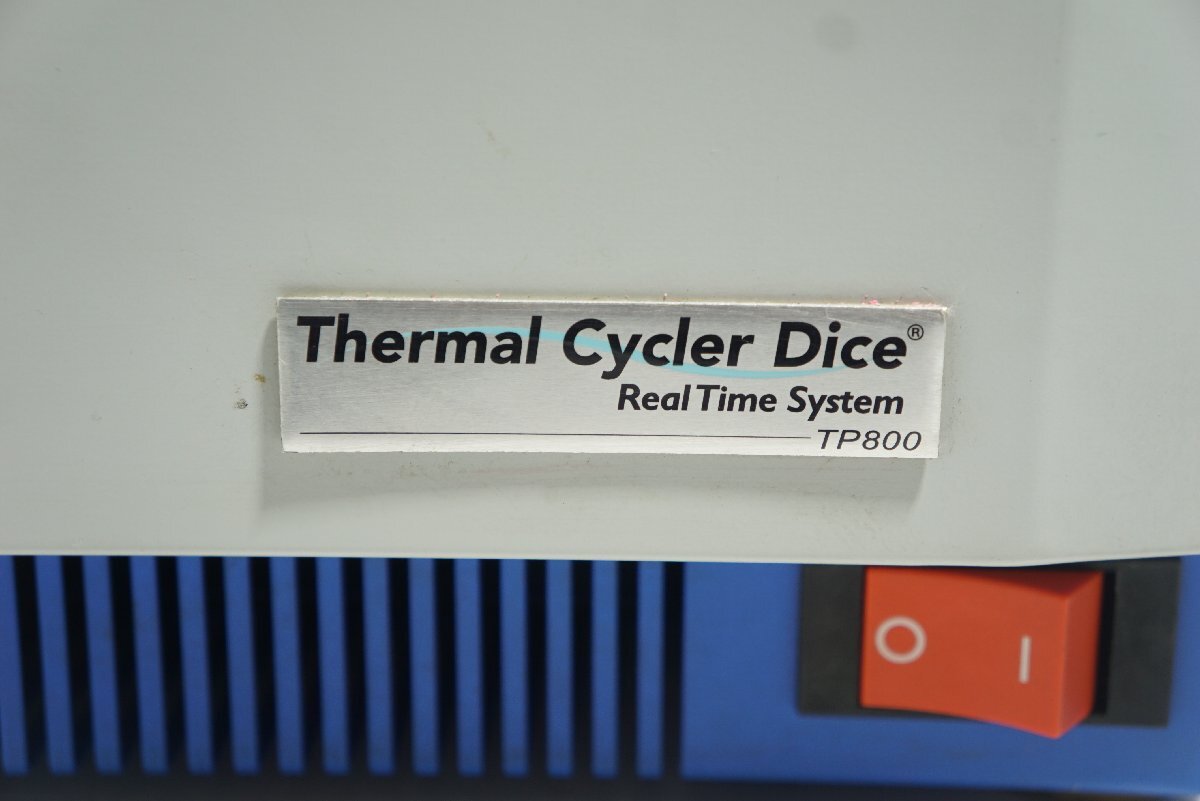 Thermal Cycler Dice®
Real Time System
TP800
O
I